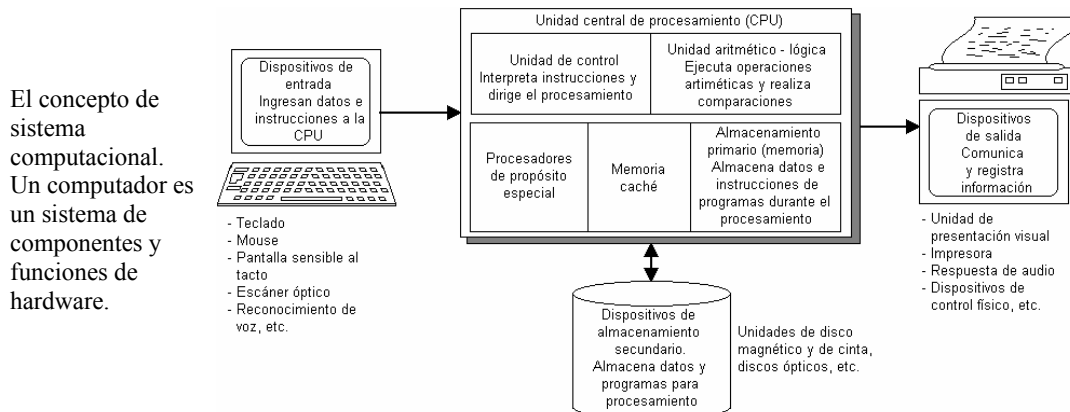 El concepto de
sistema
computacional.
Un computador es
un sistema de
componentes y
funciones de
hardware.
Dispositivos de
entrada
Ingresan datos e
instrucciones a la
CPU
- Teclado
- Mouse
- Pantalla sensible al
tacto
- Escáner óptico
- Reconocimiento de
voz, etc.
Unidad central de procesamiento (CPU)
Unidad de control
Interpreta instrucciones y
dirige el procesamiento
Unidad aritmético - lógica
Ejecuta operaciones
artiméticas y realiza
comparaciones
Procesadores
de propósito
especial
Memoria
caché
Almacenamiento
primario (memoria)
Almacena datos e
instrucciones de
programas durante el
procesamiento
Dispositivos de
almacenamiento
secundario.
Almacena datos y
programas para
procesamiento
Unidades de disco
magnético y de cinta,
discos ópticos, etc.
Dispositivos
de salida
Comunica
y registra
información
- Unidad de
presentación visual
- Impresora
- Respuesta de audio
- Dispositivos de
control físico, etc.